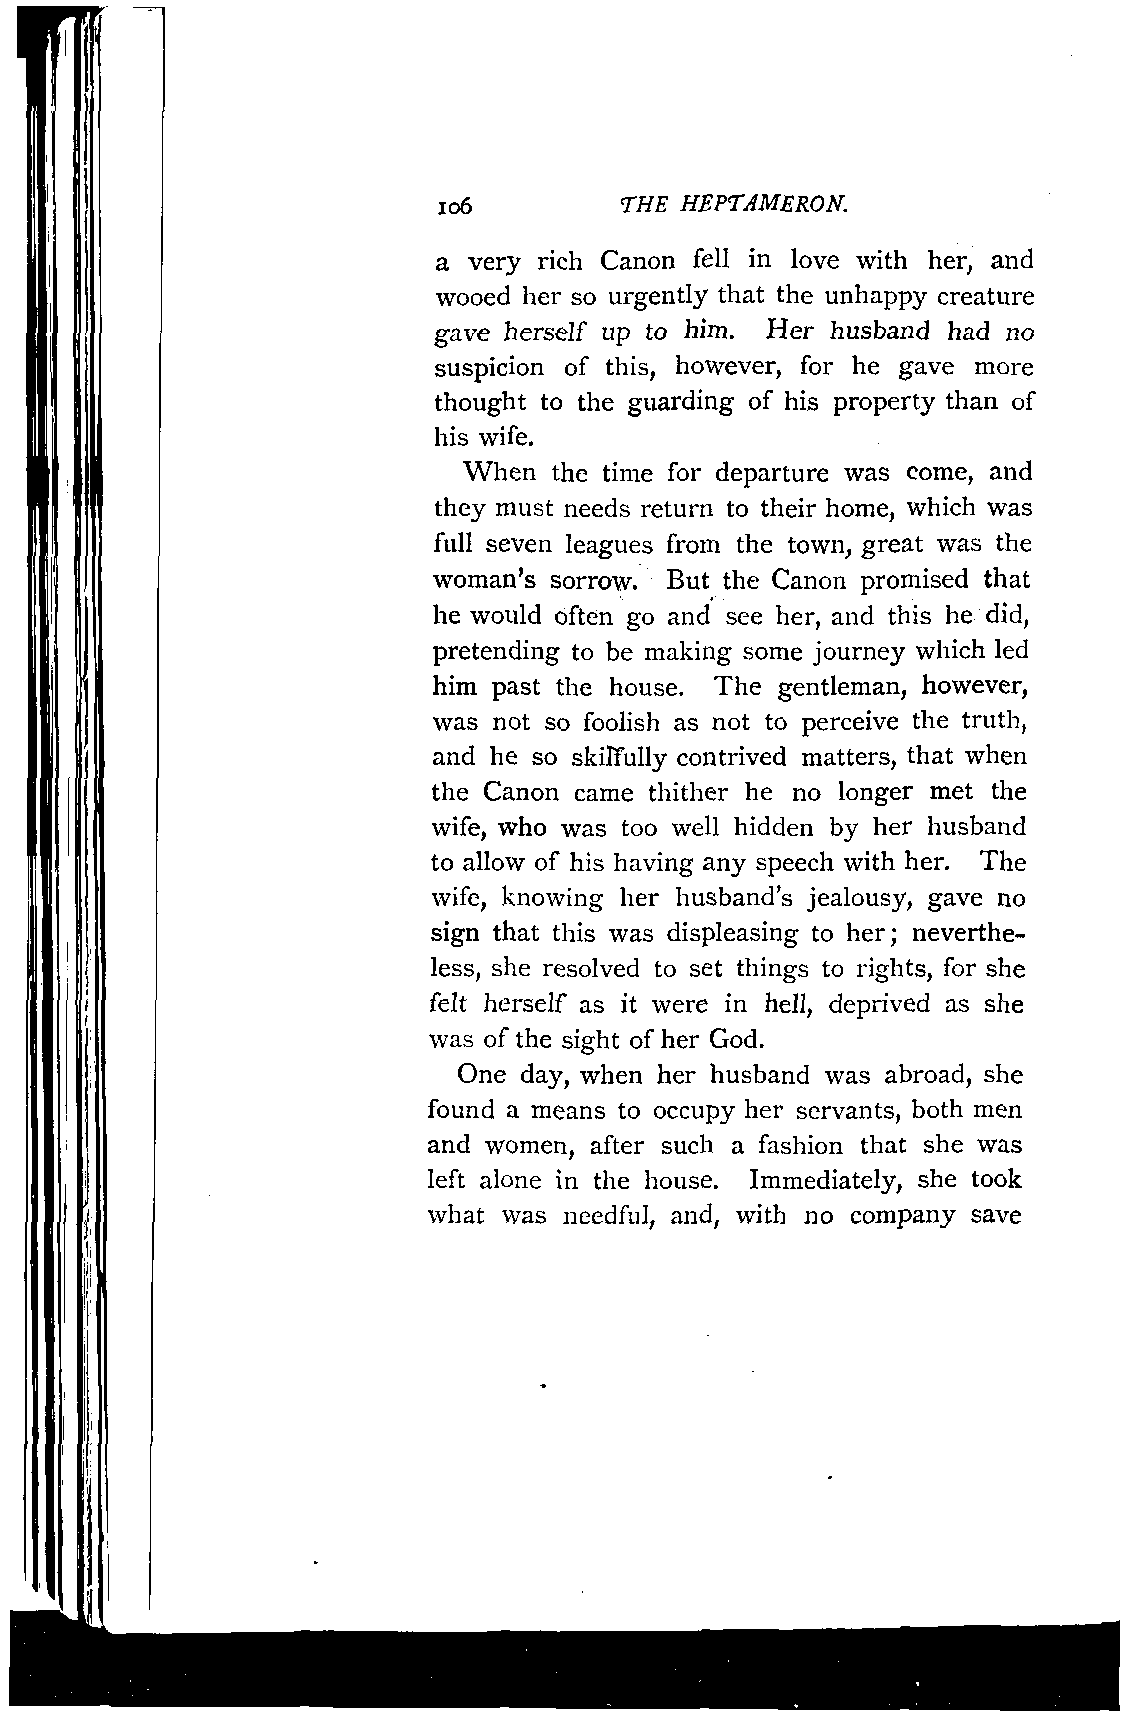 106 THE HEPTAMERON.
a very rich Canon fell in love with her, and
wooed her so urgently that the unhappy creature
gave herself up to him. Her husband had no
suspicion of this, however, for he gave more
thought to the guarding of his property than of
his wife.
When the time for departure was come, and
they must needs return to their home, which was
full seven leagues from the town, great was the
woman's sorrow. But the Canon promised that
he would often go and see her, and this he did,
pretending to be making some journey which led
him past the house. The gentleman, however,
was not so foolish as not to perceive the truth,
and he so skilfully contrived matters, that when
the Canon came thither he no longer met the
wife, who was too well hidden by her husband
to allow of his having any speech with her. The
wife, knowing her husband's jealousy, gave no
sign that this was displeasing to her; neverthe-
less, she resolved to set things to rights, for she
felt herself as it were in hell, deprived as she
was of the sight of her God.
One day, when her husband was abroad, she
found a means to occupy her servants, both men
and women, after such a fashion that she was
left alone in the house. Immediately, she took
what was needful, and, with no company save